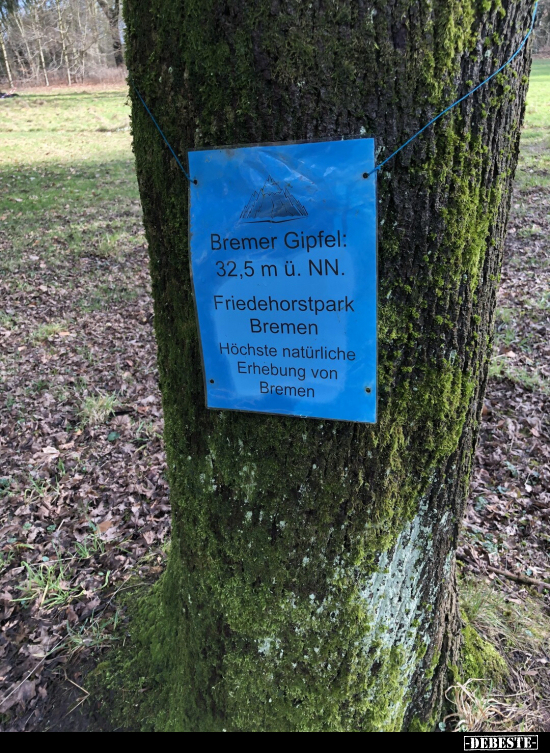 Bremer Gipfel:
32,5 m ü. NN.
Friedehorstpark
Bremen
Höchste natürliche
Erhebung von
Bremen
-DEBESTE-